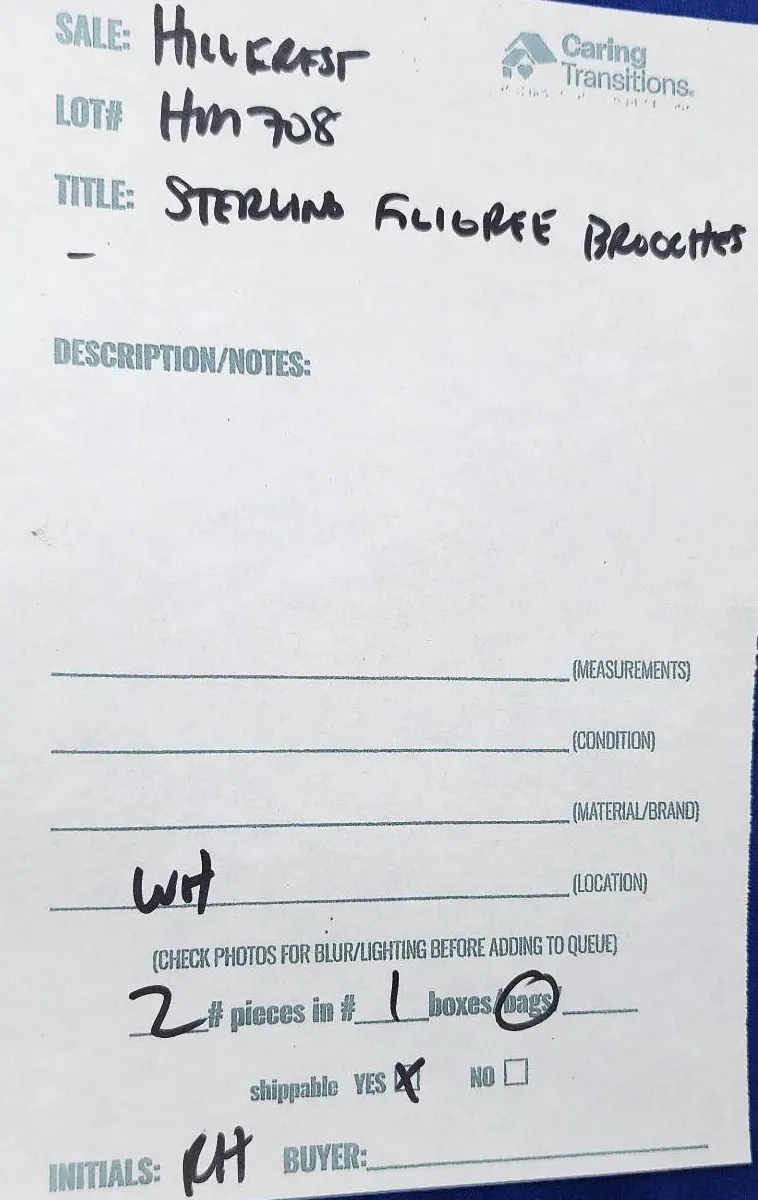 SALE: HILLCREST
Caring
Transitions.
LOT# HM708
TITLE: STERLING FILIGREE BROOCHES
-
DESCRIPTION/NOTES:
(MEASUREMENTS)
(CONDITION)
(MATERIAL/BRAND)
WH (LOCATION)
(CHECK PHOTOS FOR BLUR/LIGHTING BEFORE ADDING TO QUEUE)
2 # pieces in # 1 boxes/bags
shippable YES X NO
INITIALS: RH BUYER: